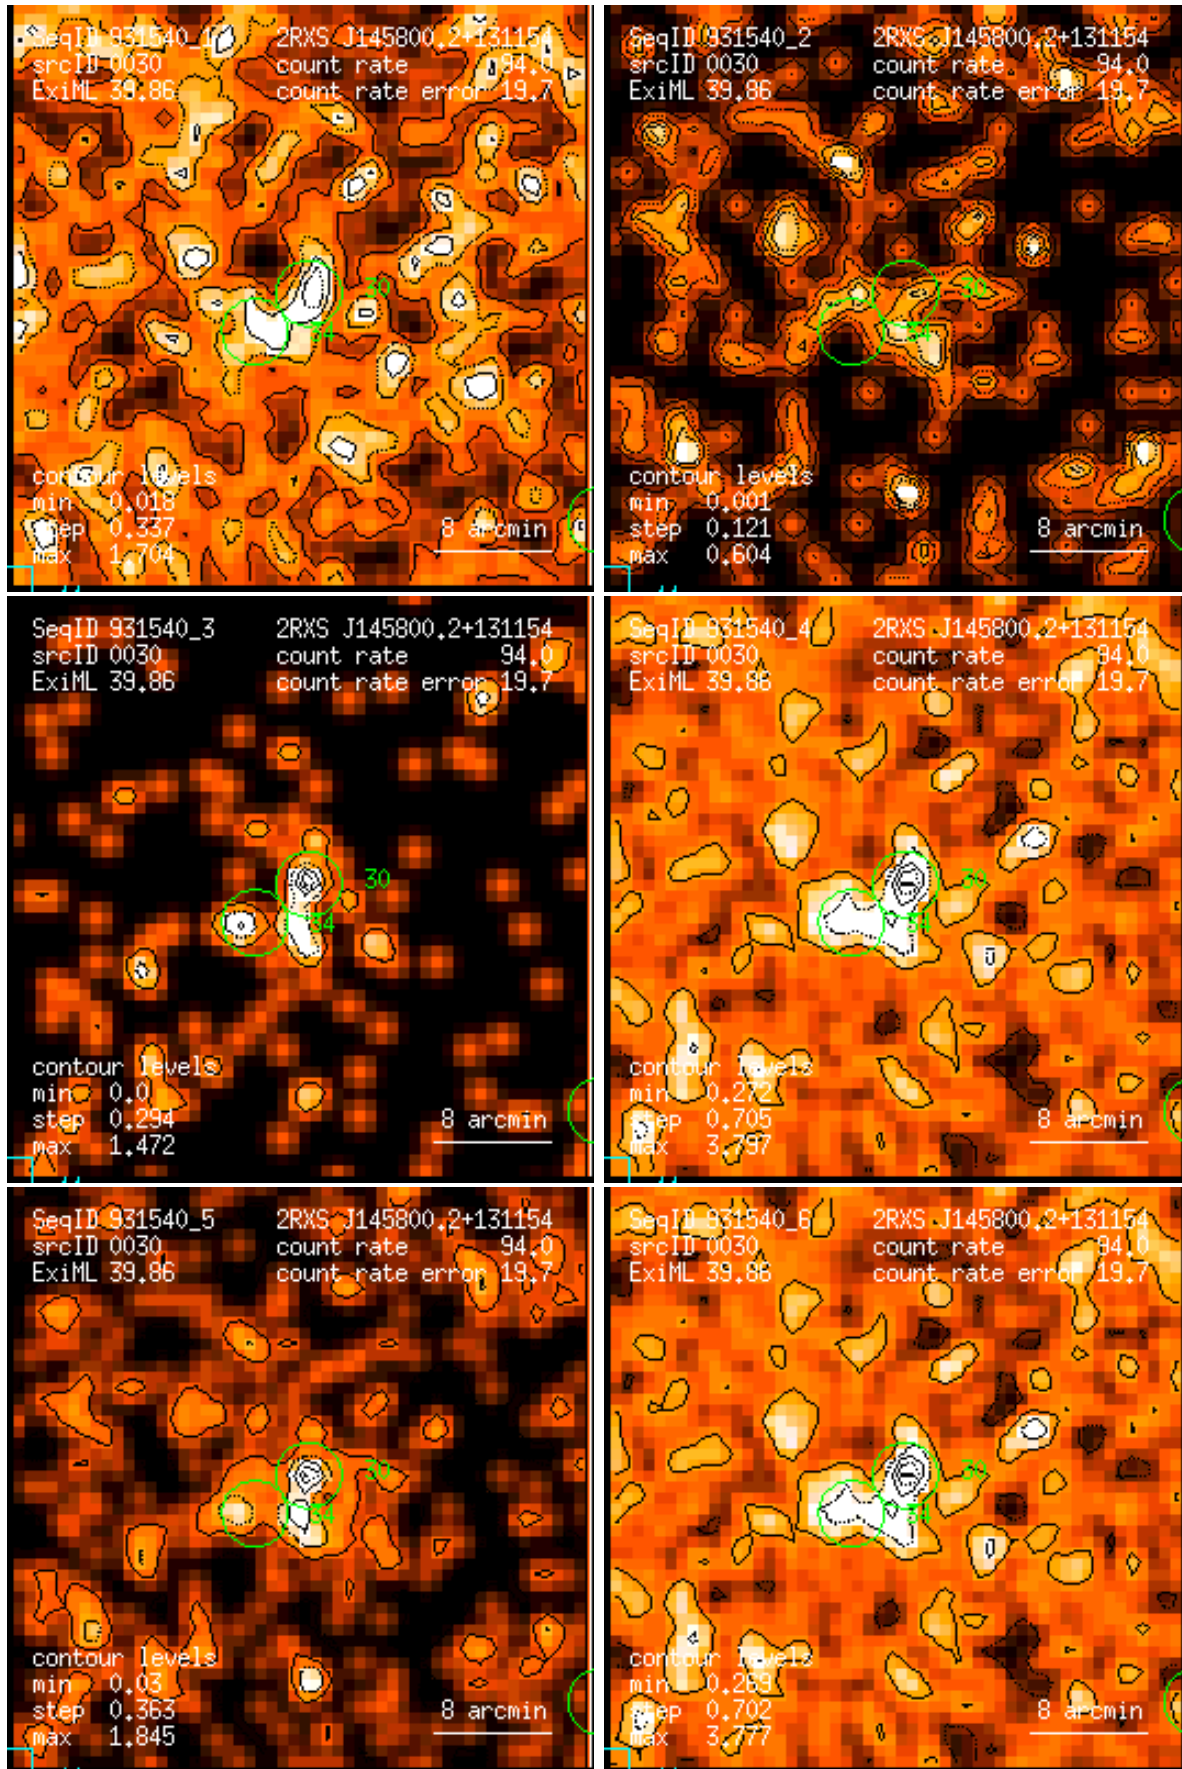 SeqID 931540_1 2RXS J145800.2+131154
srcID 0030 count rate 94.0
ExiML 39.86 count rate error 19.7
30
34
contour levels
min 0.018
step 0.337 8 arcmin
max 1.704
SeqID 931540_2 2RXS J145800.2+131154
srcID 0030 count rate 94.0
ExiML 39.86 count rate error 19.7
30
34
contour levels
min 0.001
step 0.121 8 arcmin
max 0.604
SeqID 931540_3 2RXS J145800.2+131154
srcID 0030 count rate 94.0
ExiML 39.86 count rate error 19.7
30
34
contour levels
min 0.0
step 0.294 8 arcmin
max 1.472
SeqID 931540_4 2RXS J145800.2+131154
srcID 0030 count rate 94.0
ExiML 39.86 count rate error 19.7
30
34
contour levels
min 0.272
step 0.705 8 arcmin
max 3.797
SeqID 931540_5 2RXS J145800.2+131154
srcID 0030 count rate 94.0
ExiML 39.86 count rate error 19.7
30
34
contour levels
min 0.03
step 0.363 8 arcmin
max 1.845
SeqID 931540_6 2RXS J145800.2+131154
srcID 0030 count rate 94.0
ExiML 39.86 count rate error 19.7
30
34
contour levels
min 0.269
step 0.702 8 arcmin
max 3.777